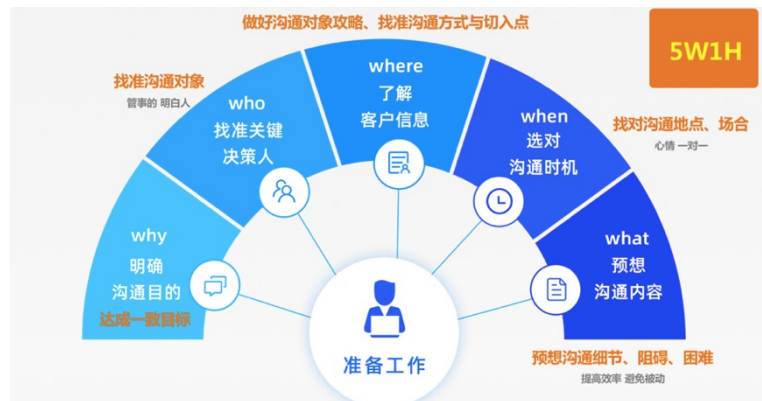 做好沟通对象攻略、找准沟通方式与切入点
5W1H
找准沟通对象
管事的 明白人
who
找准关键
决策人
where
了解
客户信息
when
选对
沟通时机
找对沟通地点、场合
心情 一对一
why
明确
沟通目的
达成一致目标
what
预想
沟通内容
准备工作
预想沟通细节、阻碍、困难
提高效率 避免被动